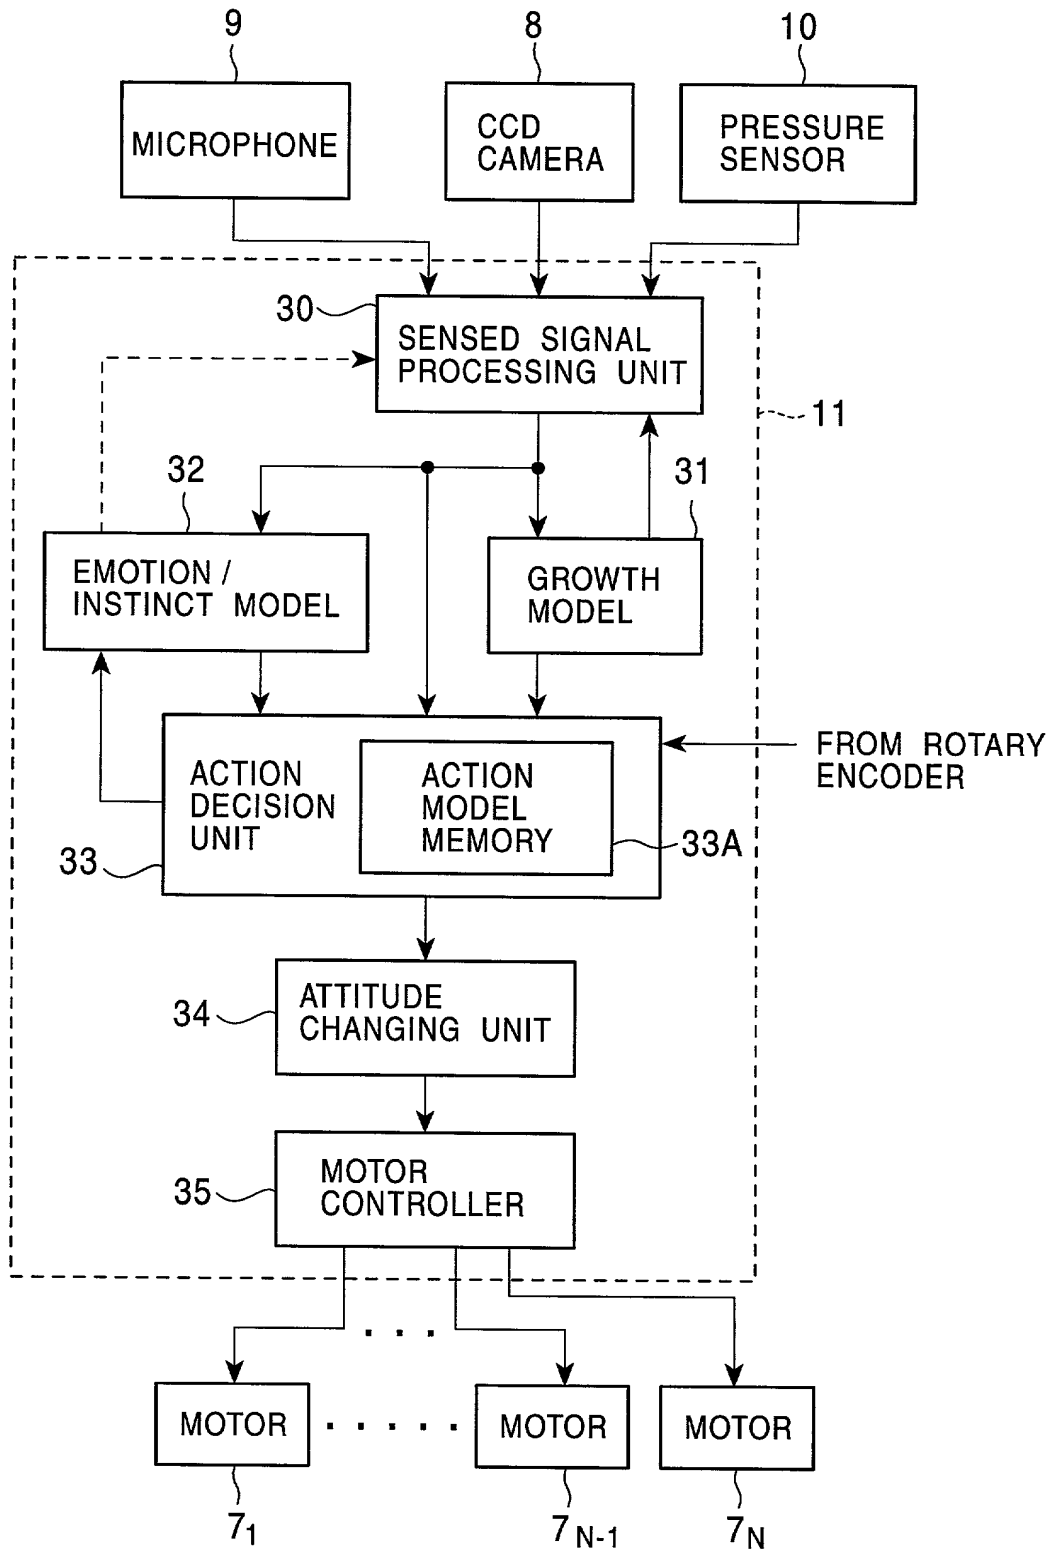 9
8
10
MICROPHONE
CCD
CAMERA
PRESSURE
SENSOR
30
SENSED SIGNAL
PROCESSING UNIT
11
32
31
EMOTION /
INSTINCT MODEL
GROWTH
MODEL
ACTION
DECISION
UNIT
ACTION
MODEL
MEMORY
FROM ROTARY
ENCODER
33
33A
34
ATTITUDE
CHANGING UNIT
35
MOTOR
CONTROLLER
. . .
MOTOR
. . . . .
MOTOR
MOTOR
7₁
7N-1
7N